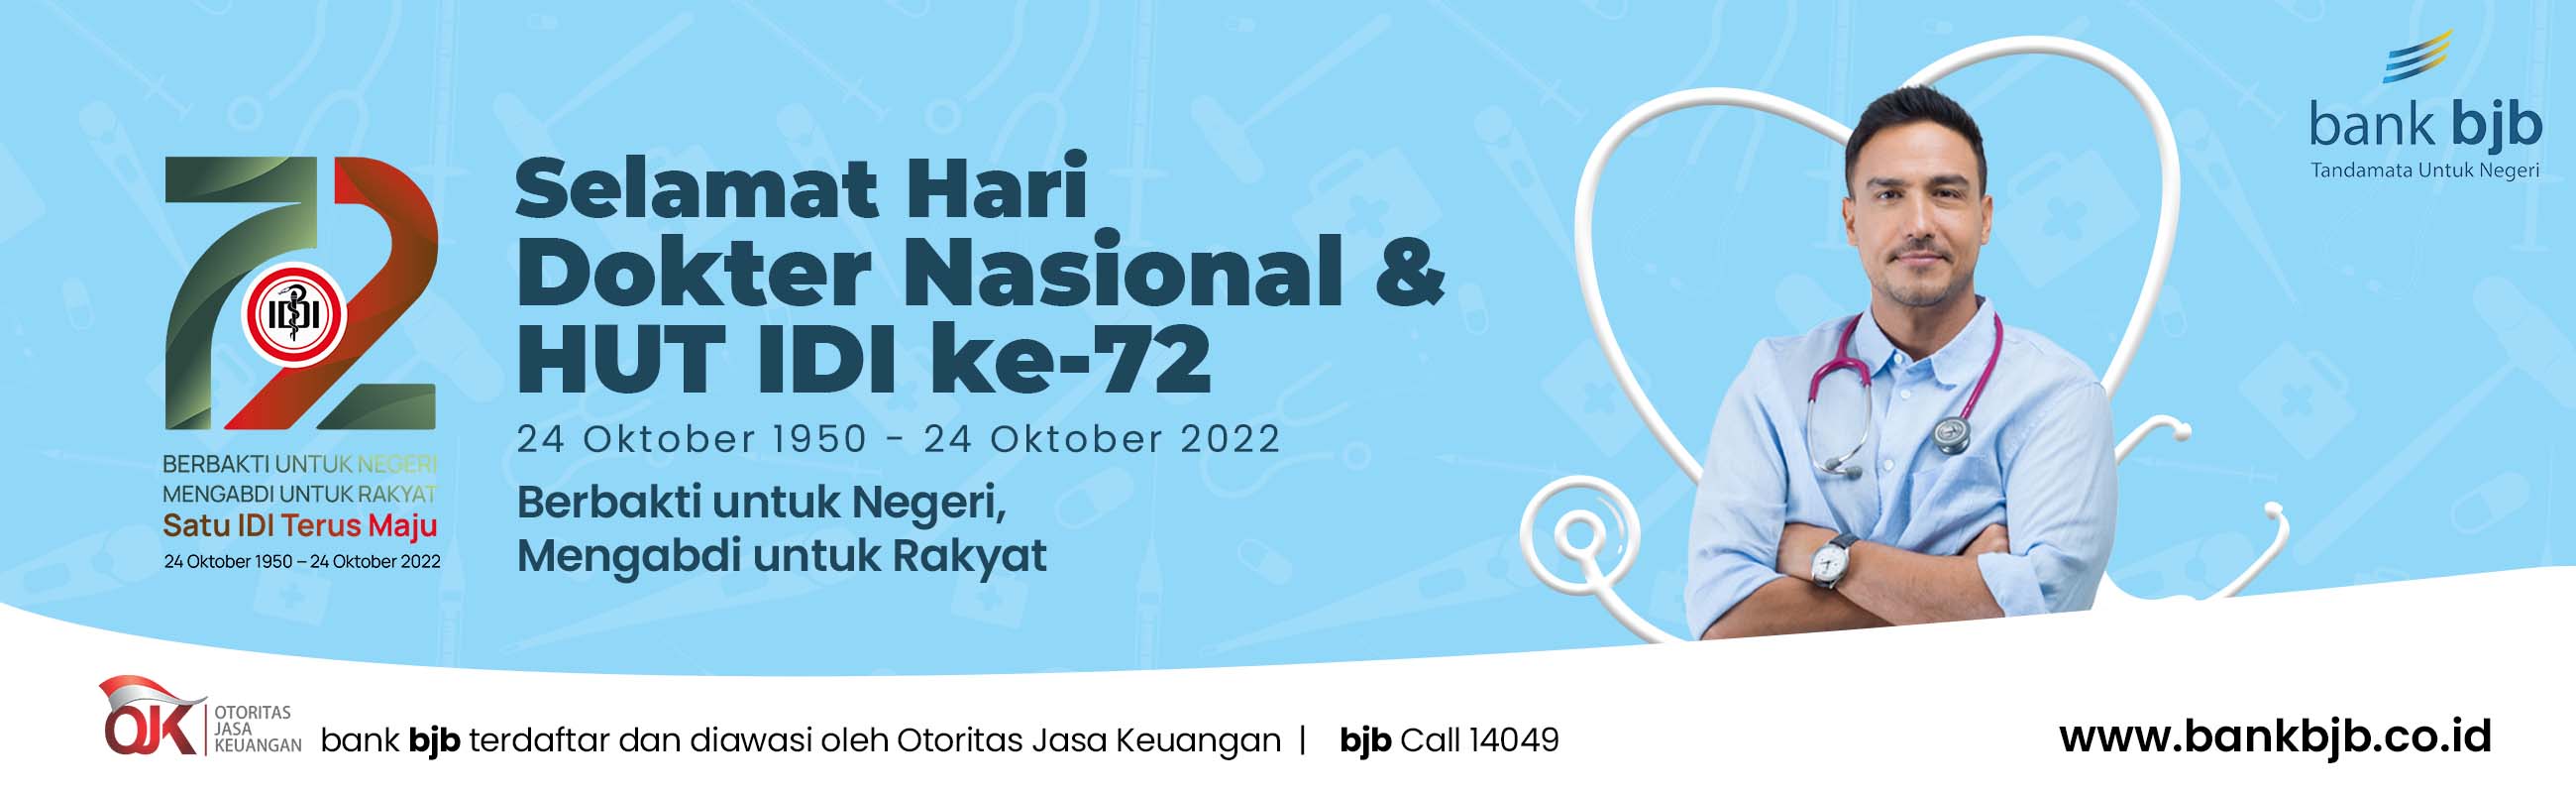 bank bjb
Tandamata Untuk Negeri
72
IDI
BERBAKTI UNTUK NEGERI
MENGABDI UNTUK RAKYAT
Satu IDI Terus Maju
24 Oktober 1950 – 24 Oktober 2022
Selamat Hari
Dokter Nasional &
HUT IDI ke-72
24 Oktober 1950 - 24 Oktober 2022
Berbakti untuk Negeri,
Mengabdi untuk Rakyat
OJK
OTORITAS
JASA
KEUANGAN
bank bjb terdaftar dan diawasi oleh Otoritas Jasa Keuangan | bjb Call 14049
www.bankbjb.co.id